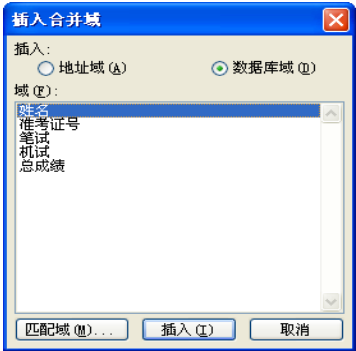 插入合并域
插入:
地址域(A) 数据库域(D)
域(F):
姓名
准考证号
笔试
机试
总成绩
匹配域(M)... 插入(I) 取消